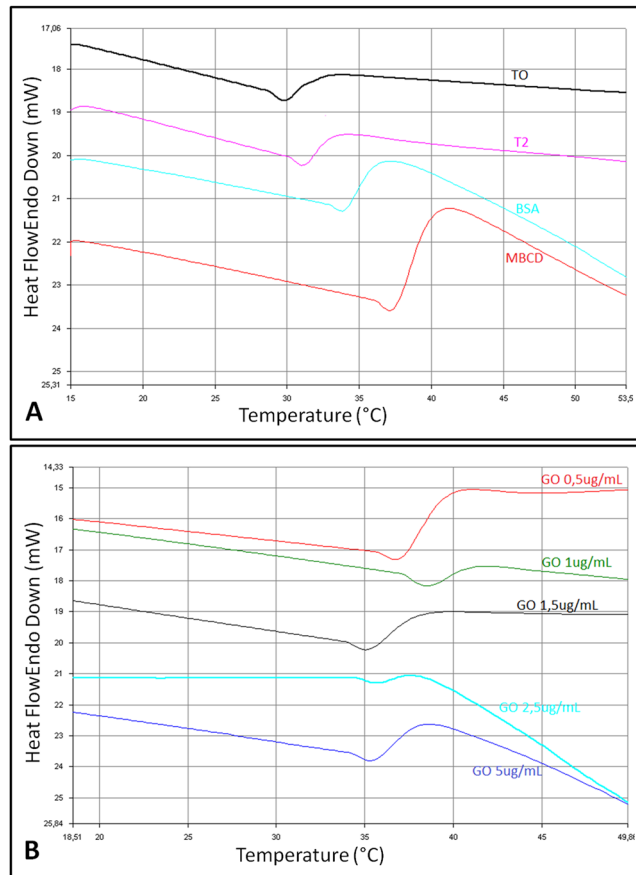 17,06
18
19
20
21
22
23
24
25
25,31
Heat FlowEndo Down (mW)
TO
T2
BSA
MBCD
15 20 25 30 35 40 45 50 53,5
A
Temperature (°C)
14,33
15
16
17
18
19
20
21
22
23
24
25
25,84
Heat FlowEndo Down (mW)
GO 0,5ug/mL
GO 1ug/mL
GO 1,5ug/mL
GO 2,5ug/mL
GO 5ug/mL
18,51 20 25 30 35 40 45 49,86
B
Temperature (°C)